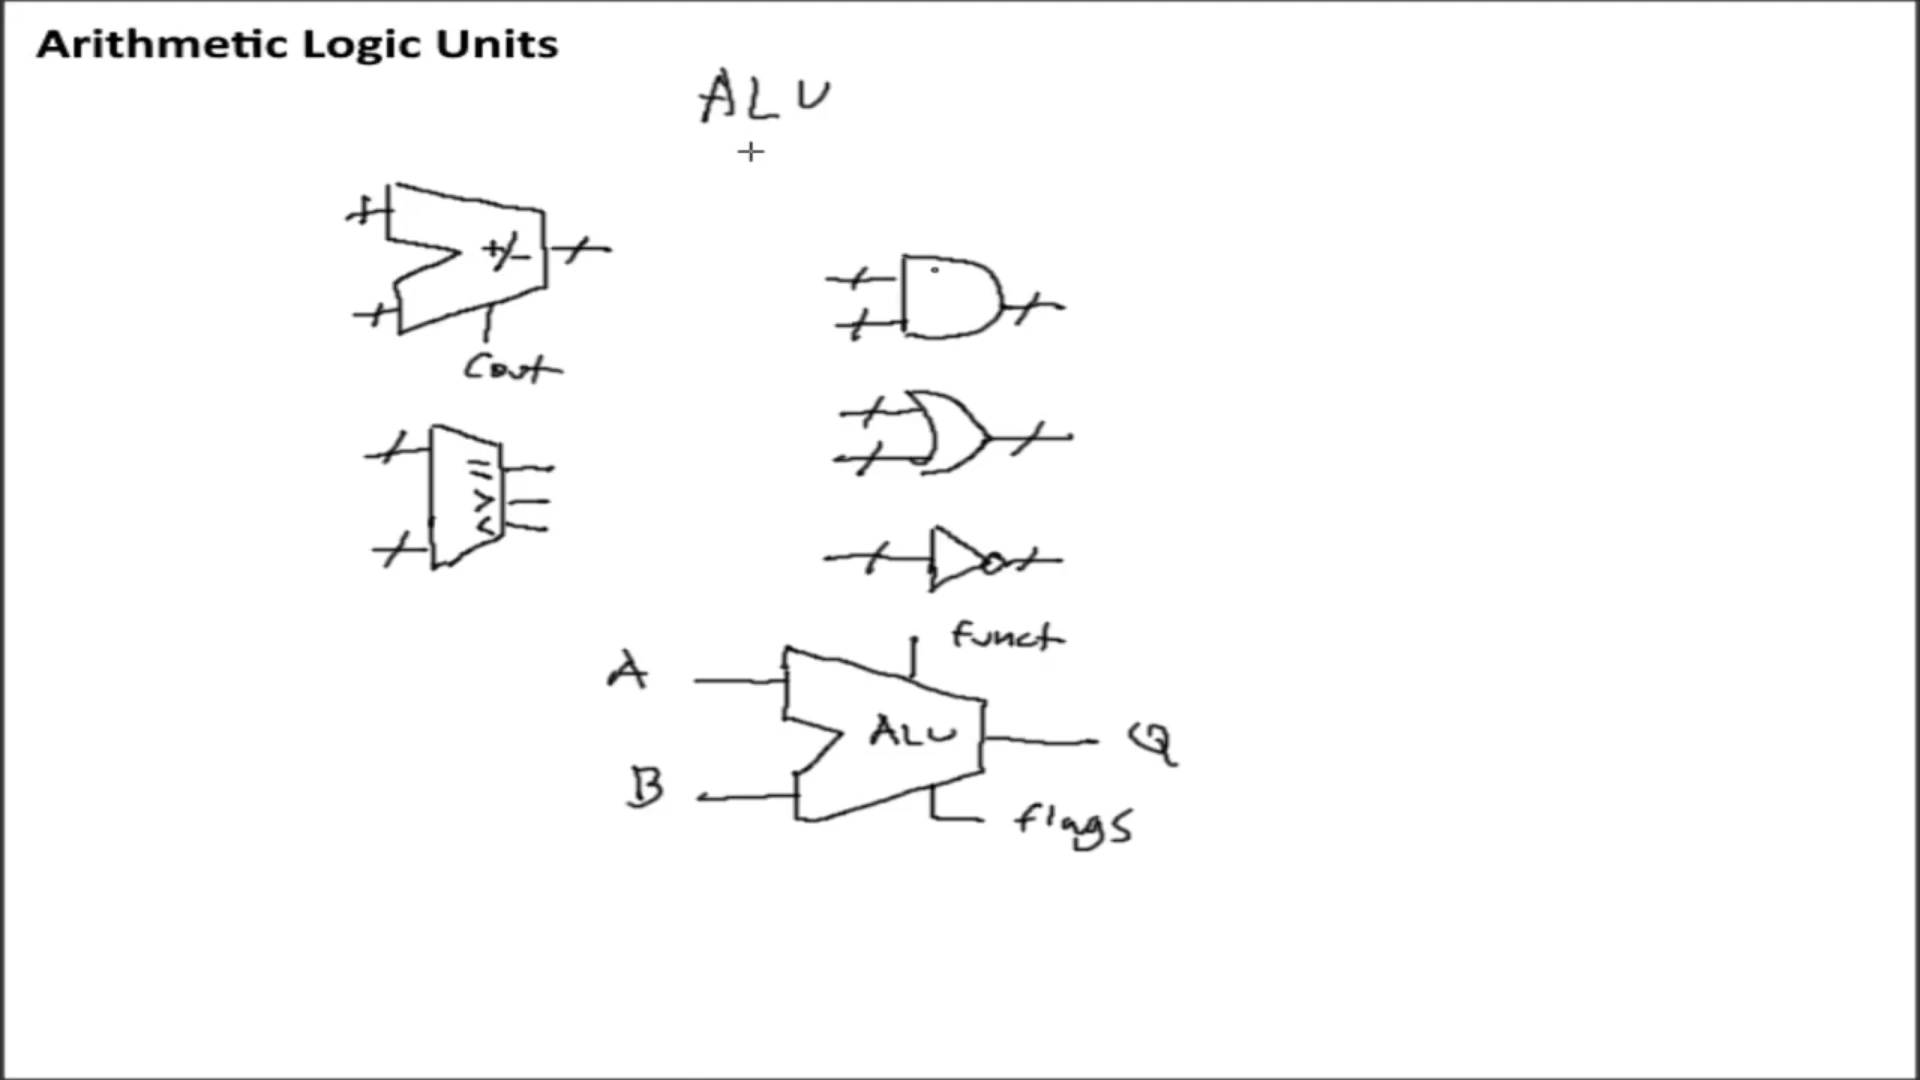 Arithmetic Logic Units
ALU
+/-
Cout
=
>
<
funct
A
ALU
Q
B
flags